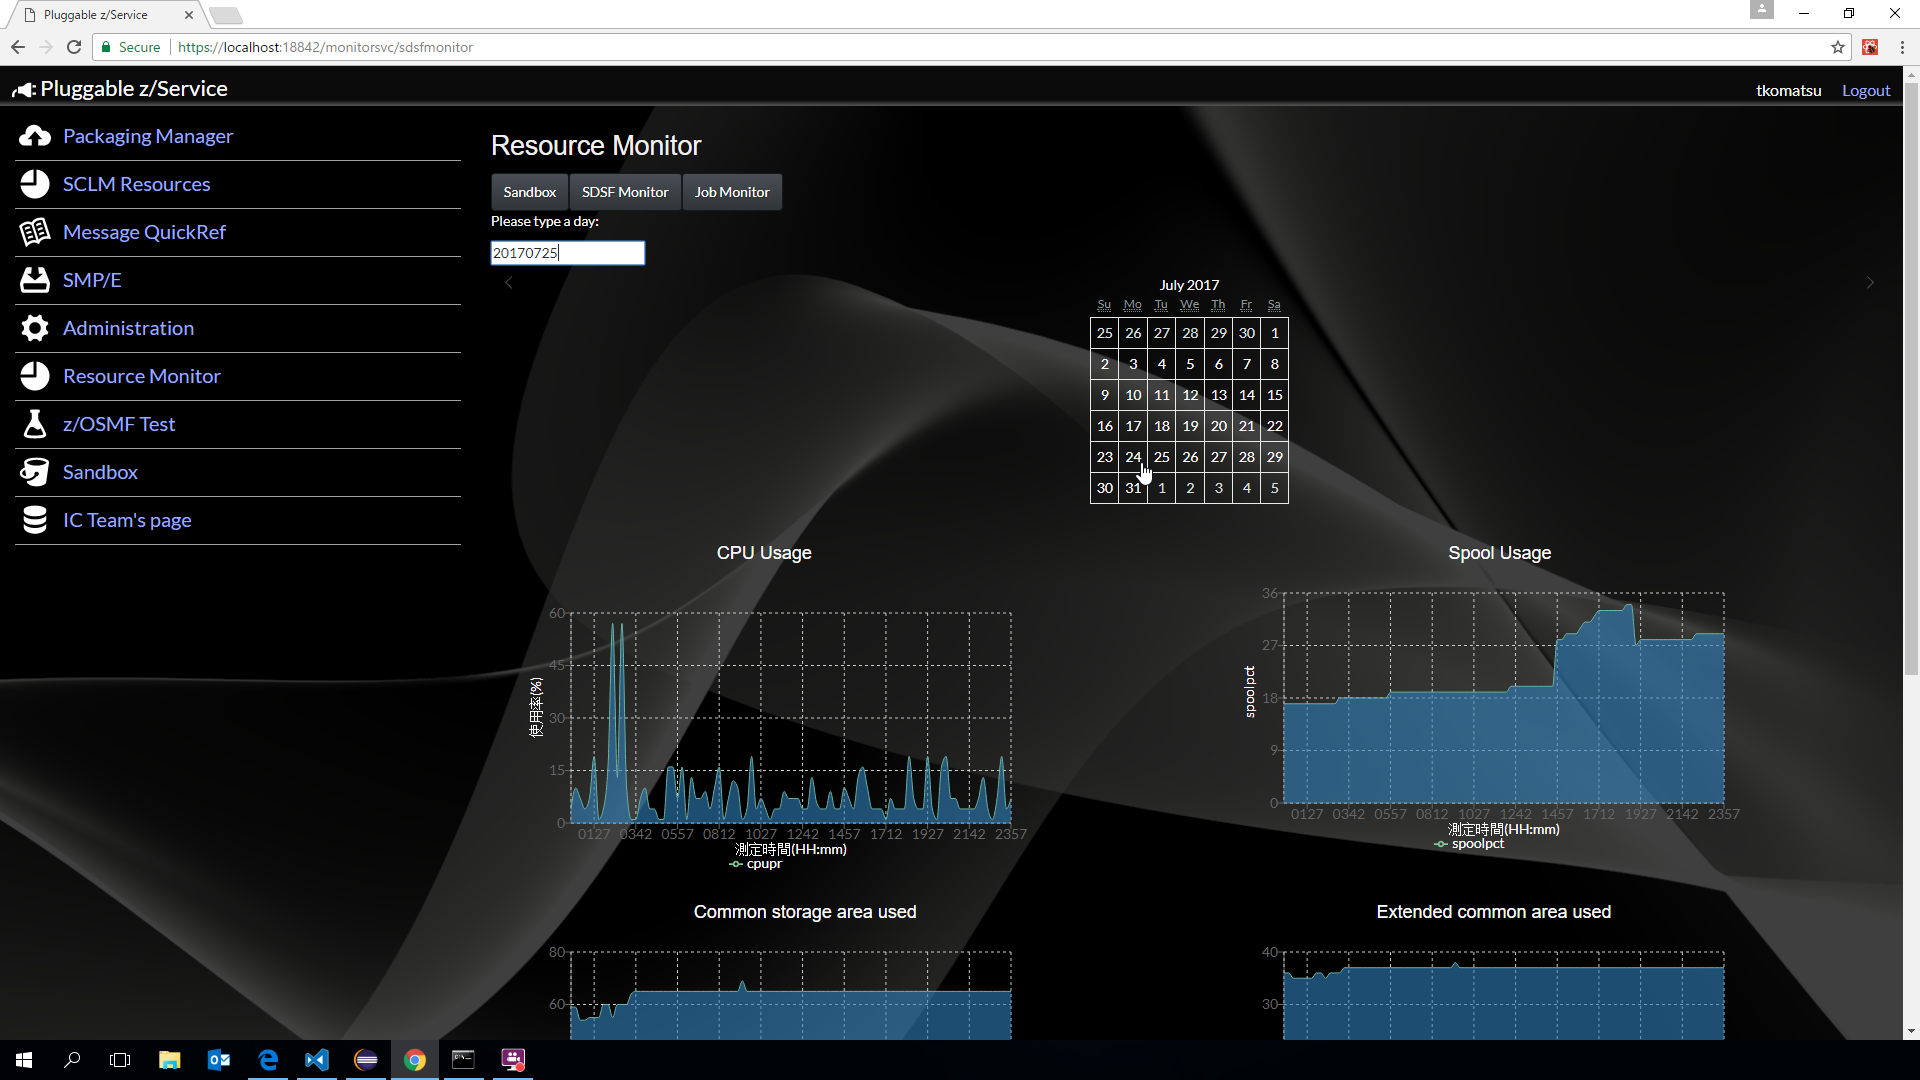 Pluggable z/Service
Secure
https://localhost:18842/monitorsvc/sdsfmonitor
Pluggable z/Service
tkomatsu
Logout
Packaging Manager
SCLM Resources
Message QuickRef
SMP/E
Administration
Resource Monitor
z/OSMF Test
Sandbox
IC Team's page
Resource Monitor
Sandbox
SDSF Monitor
Job Monitor
Please type a day:
20170725
July 2017
Su Mo Tu We Th Fr Sa
25 26 27 28 29 30 1
2 3 4 5 6 7 8
9 10 11 12 13 14 15
16 17 18 19 20 21 22
23 24 25 26 27 28 29
30 31 1 2 3 4 5
CPU Usage
60
45
30
15
0
使用率(%)
0127 0342 0557 0812 1027 1242 1457 1712 1927 2142 2357
測定時間(HH:mm)
cpupr
Spool Usage
36
27
18
9
0
spoolpct
0127 0342 0557 0812 1027 1242 1457 1712 1927 2142 2357
測定時間(HH:mm)
spoolpct
Common storage area used
80
60
Extended common area used
40
30